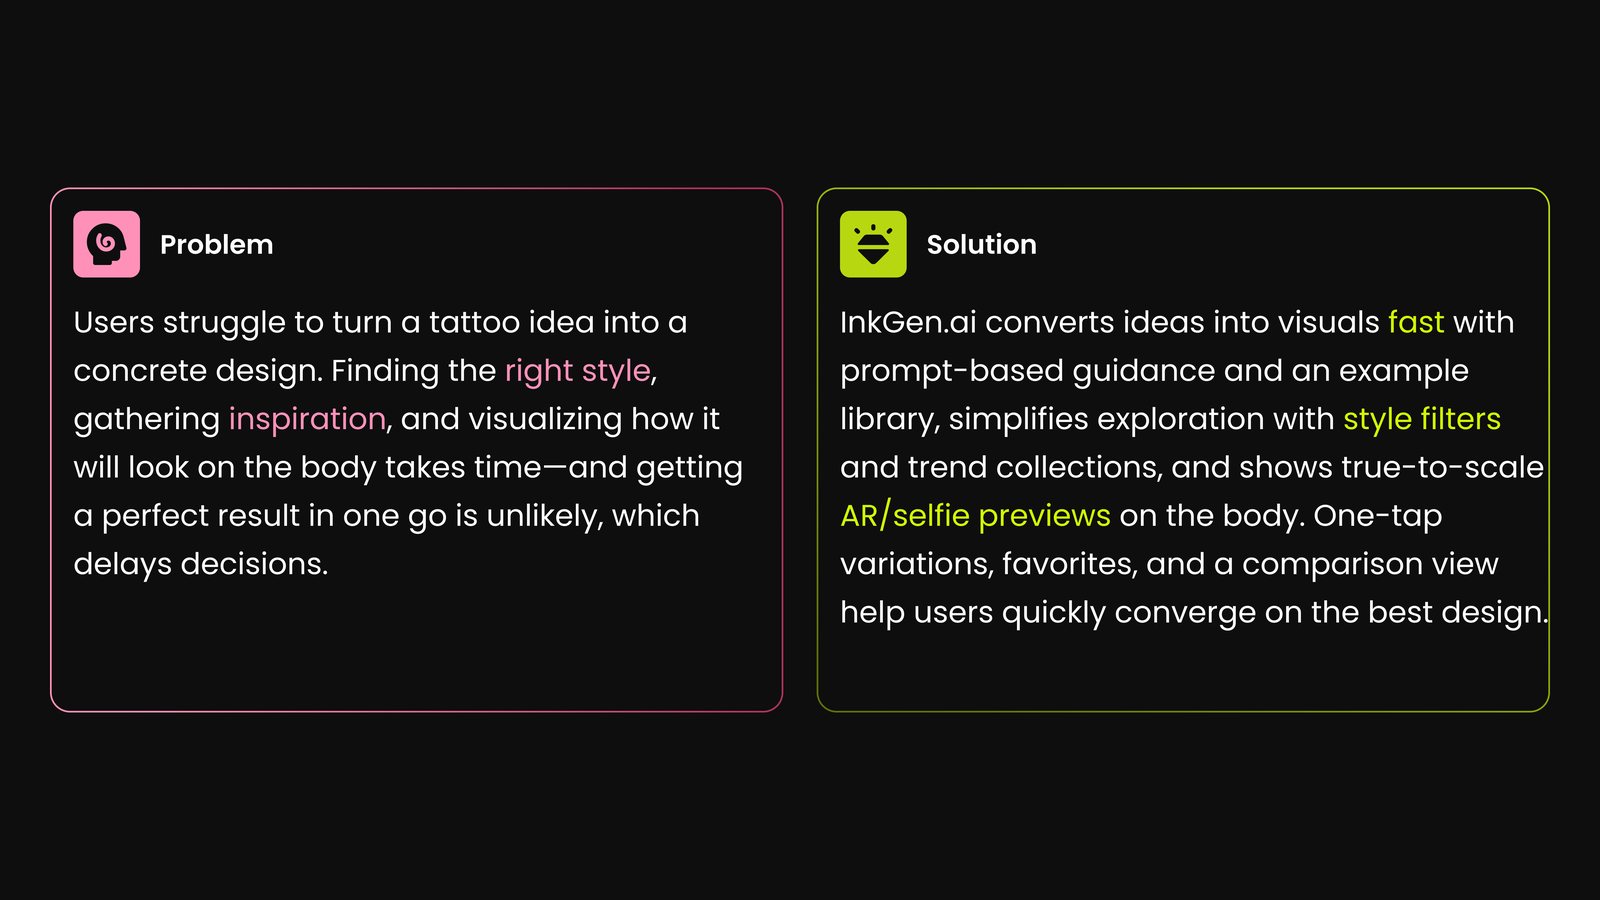 Problem
Users struggle to turn a tattoo idea into a
concrete design. Finding the right style,
gathering inspiration, and visualizing how it
will look on the body takes time—and getting
a perfect result in one go is unlikely, which
delays decisions.
Solution
InkGen.ai converts ideas into visuals fast with
prompt-based guidance and an example
library, simplifies exploration with style filters
and trend collections, and shows true-to-scale
AR/selfie previews on the body. One-tap
variations, favorites, and a comparison view
help users quickly converge on the best design.